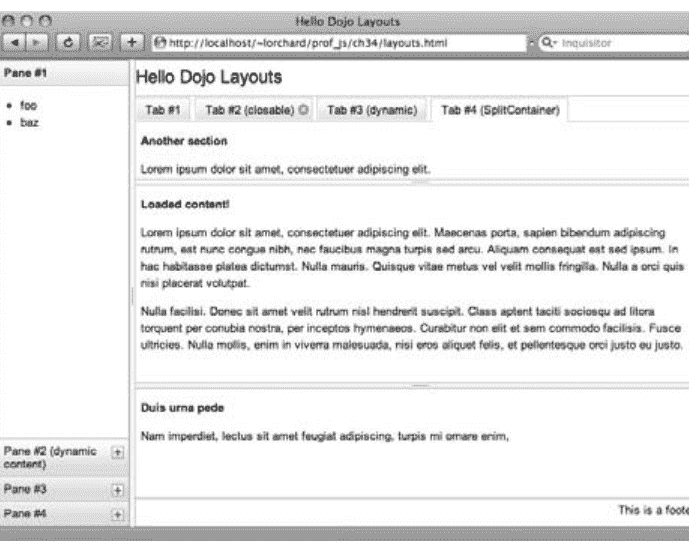 Hello Dojo Layouts
http://localhost/~lorchard/prof_js/ch34/layouts.html
Inquisitor
Pane #1
foo
baz
Pane #2 (dynamic
content)
Pane #3
Pane #4
Hello Dojo Layouts
Tab #1 Tab #2 (closable) Tab #3 (dynamic) Tab #4 (SplitContainer)
Another section
Lorem ipsum dolor sit amet, consectetuer adipiscing elit.
Loaded content!
Lorem ipsum dolor sit amet, consectetuer adipiscing elit. Maecenas porta, sapien bibendum adipiscing
rutrum, est nunc congue nibh, nec faucibus magna turpis sed arcu. Aliquam consequat est sed ipsum. In
hac habitasse platea dictumst. Nulla mauris. Quisque vitae metus vel velit mollis fringilla. Nulla a orci quis
nisi placerat volutpat.
Nulla facilisi. Donec sit amet velit rutrum nisl hendrerit suscipit. Class aptent taciti sociosqu ad litora
torquent per conubia nostra, per inceptos hymenaeos. Curabitur non elit et sem commodo facilisis. Fusce
ultricies. Nulla mollis, enim in viverra malesuada, nisi eros aliquet felis, et pellentesque orci justo eu justo.
Duis urna pede
Nam imperdiet, lectus sit amet feugiat adipiscing, turpis mi ornare enim,
This is a foote